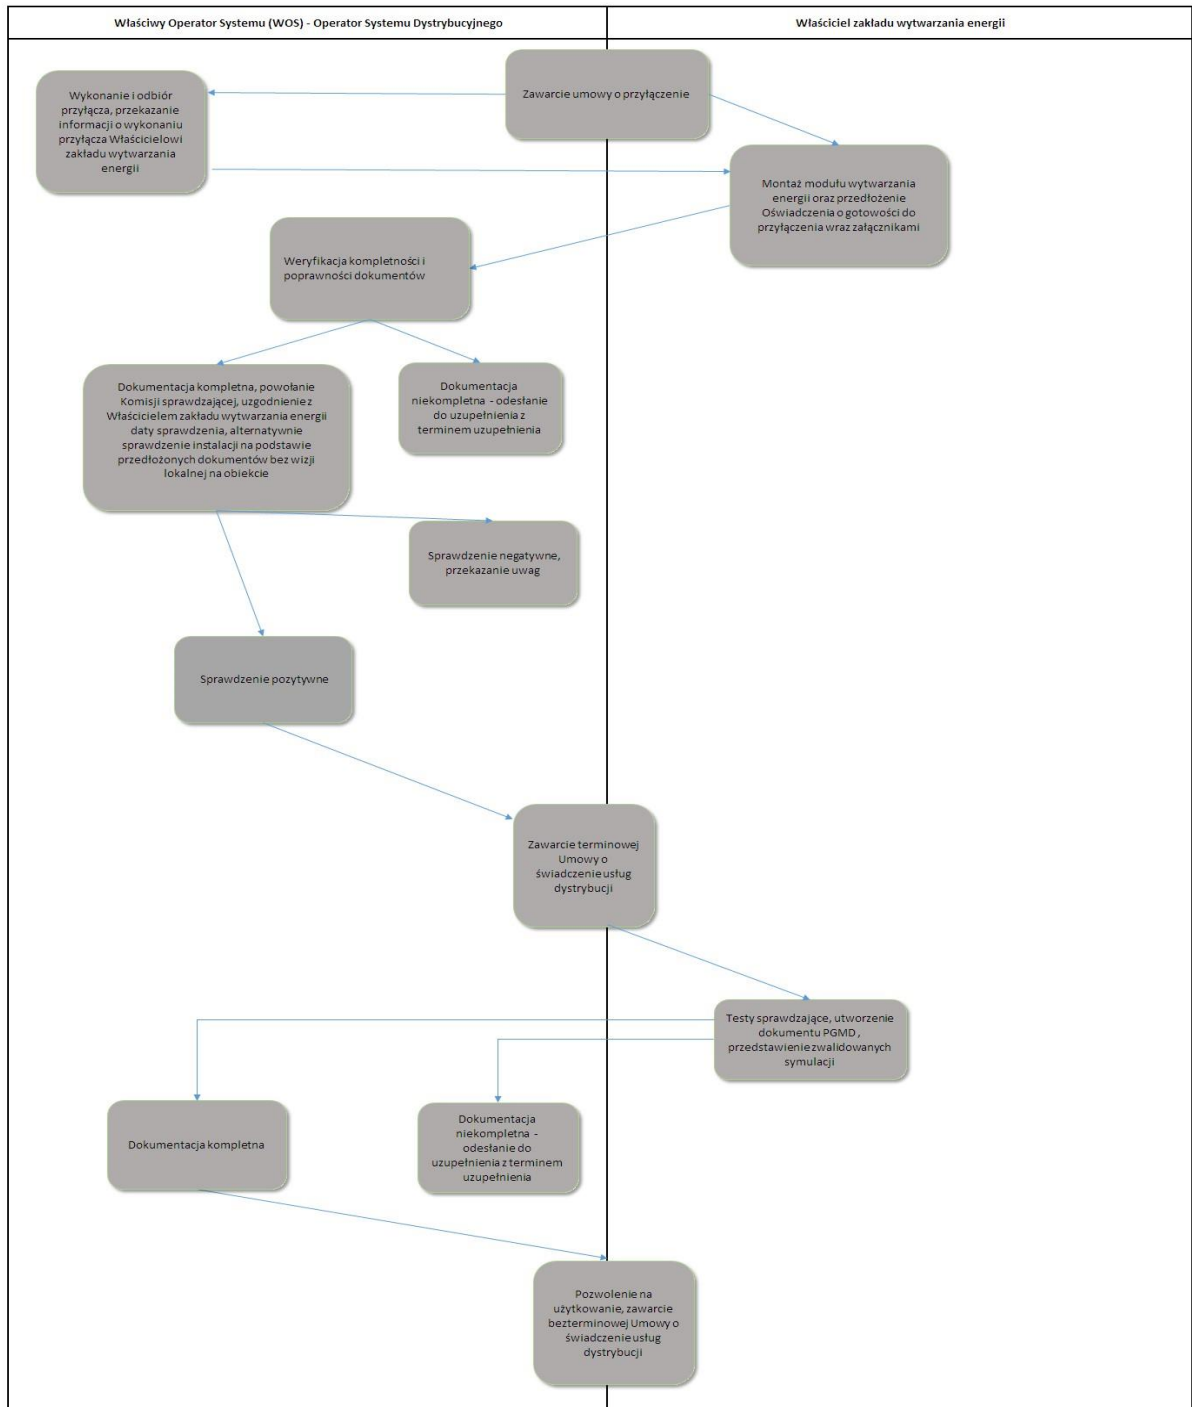 Właściwy Operator Systemu (WOS) - Operator Systemu Dystrybucyjnego
Właściciel zakładu wytwarzania energii
Zawarcie umowy o przyłączenie
Wykonanie i odbiór
przyłącza, przekazanie
informacji o wykonaniu
przyłącza Właścicielowi
zakładu wytwarzania
energii
Montaż modułu wytwarzania
energii oraz przedłożenie
Oświadczenia o gotowości do
przyłączenia wraz załącznikami
Weryfikacja kompletności i
poprawności dokumentów
Dokumentacja kompletna, powołanie
Komisji sprawdzającej, uzgodnienie z
Właścicielem zakładu wytwarzania energii
daty sprawdzenia, alternatywnie
sprawdzenie instalacji na podstawie
przedłożonych dokumentów bez wizji
lokalnej na obiekcie
Dokumentacja
niekompletna - odesłanie
do uzupełnienia z
terminem uzupełnienia
Sprawdzenie negatywne,
przekazanie uwag
Sprawdzenie pozytywne
Zawarcie terminowej
Umowy o
świadczenie usług
dystrybucji
Testy sprawdzające, utworzenie
dokumentu PGMD ,
przedstawienie zwalidowanych
symulacji
Dokumentacja kompletna
Dokumentacja
niekompletna -
odesłanie do
uzupełnienia z terminem
uzupełnienia
Pozwolenie na
użytkowanie, zawarcie
bezterminowej Umowy o
świadczenie usług
dystrybucji